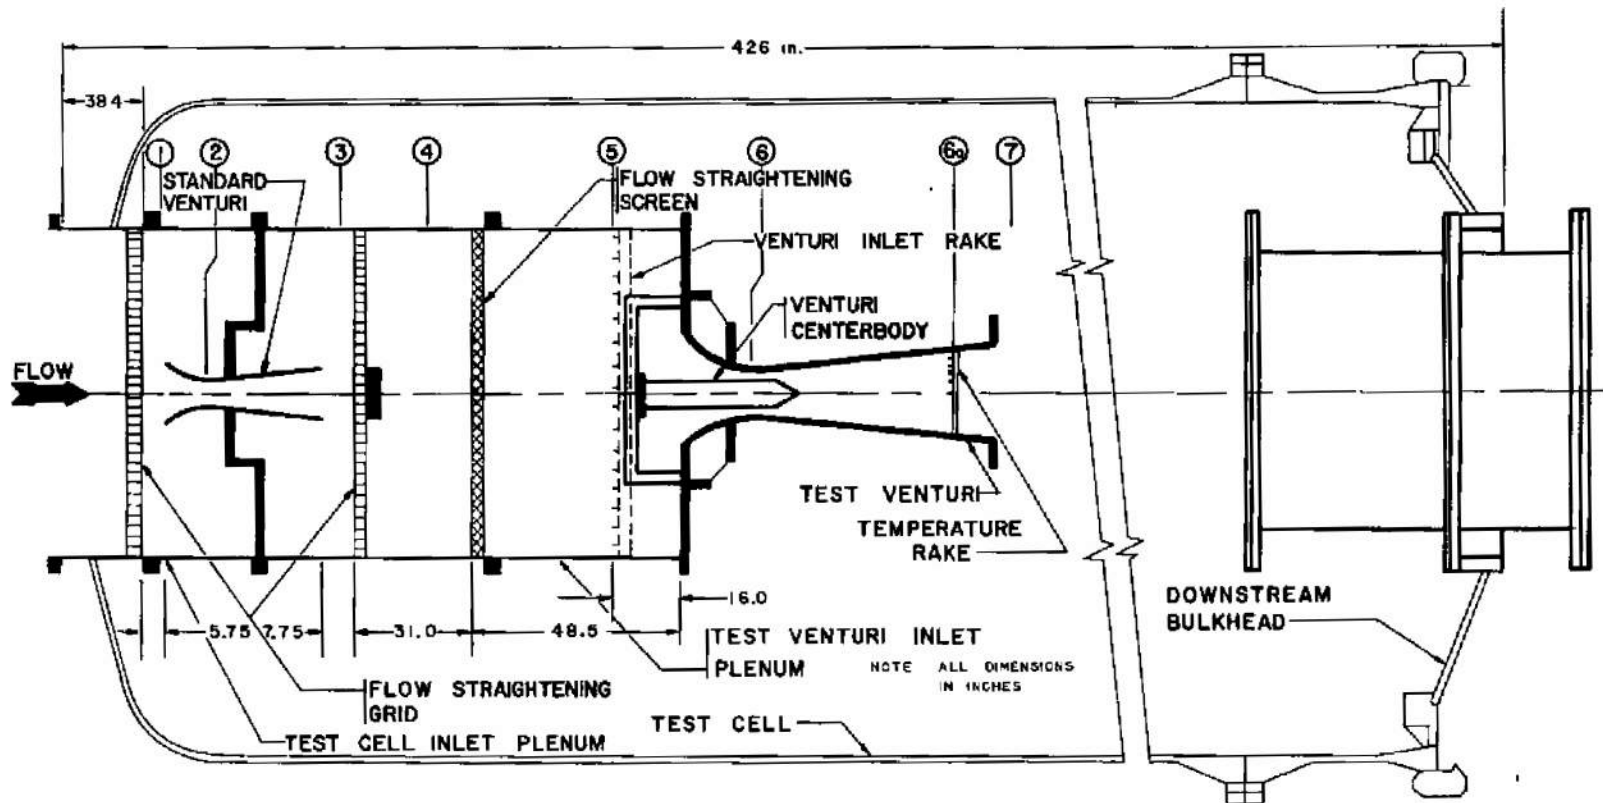 426 in.
384
1
2
3
4
5
6
6a
7
STANDARD
VENTURI
FLOW STRAIGHTENING
SCREEN
VENTURI INLET RAKE
VENTURI
CENTERBODY
FLOW
TEST VENTURI
TEMPERATURE
RAKE
16.0
5.75 7.75
31.0
48.5
DOWNSTREAM
BULKHEAD
TEST VENTURI INLET
PLENUM
NOTE ALL DIMENSIONS
IN INCHES
FLOW STRAIGHTENING
GRID
TEST CELL INLET PLENUM
TEST CELL